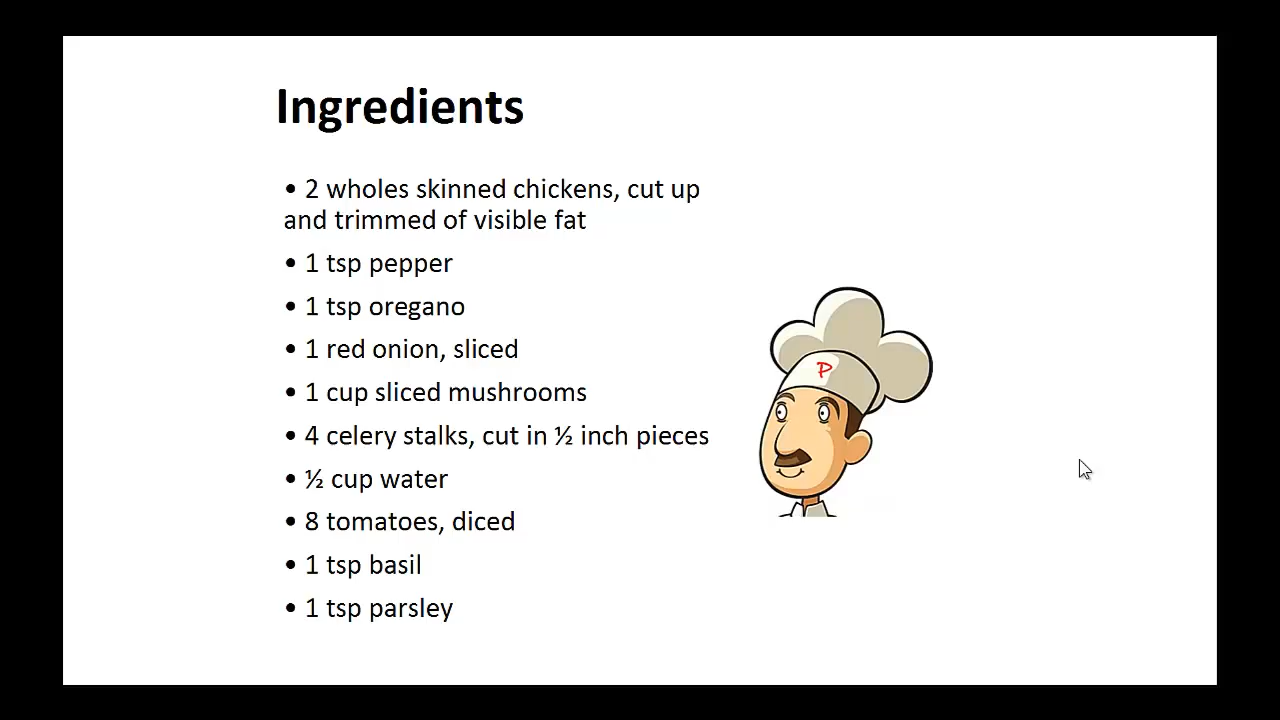 Ingredients
• 2 wholes skinned chickens, cut up
and trimmed of visible fat
• 1 tsp pepper
• 1 tsp oregano
• 1 red onion, sliced
• 1 cup sliced mushrooms
• 4 celery stalks, cut in ½ inch pieces
• ½ cup water
• 8 tomatoes, diced
• 1 tsp basil
• 1 tsp parsley
P